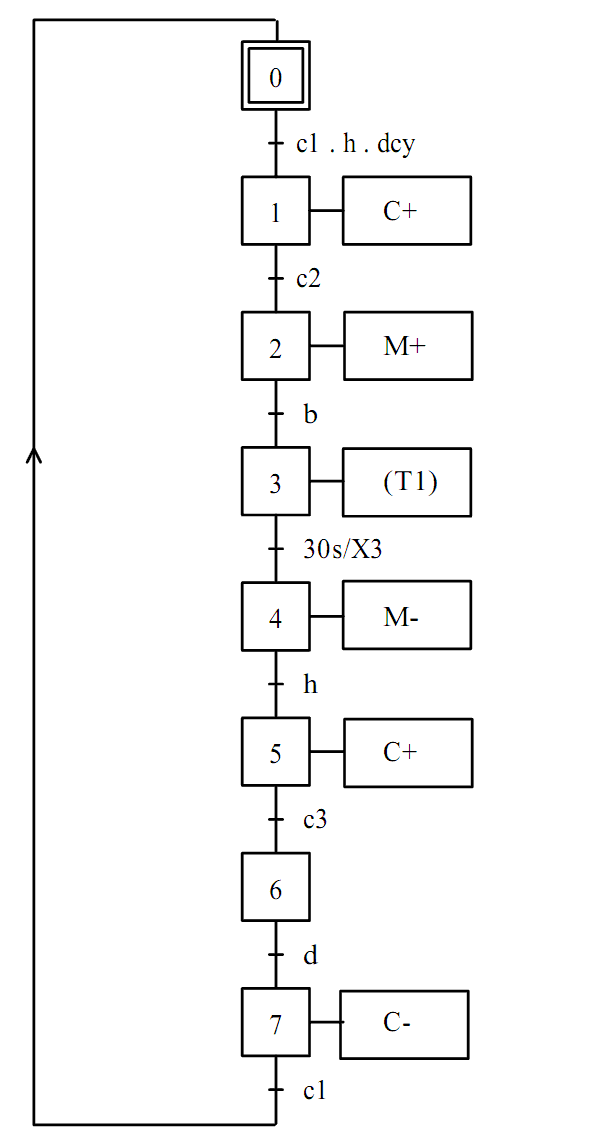 0
c1 . h . dcy
1 C+
c2
2 M+
b
3 (T1)
30s/X3
4 M-
h
5 C+
c3
6
d
7 C-
c1